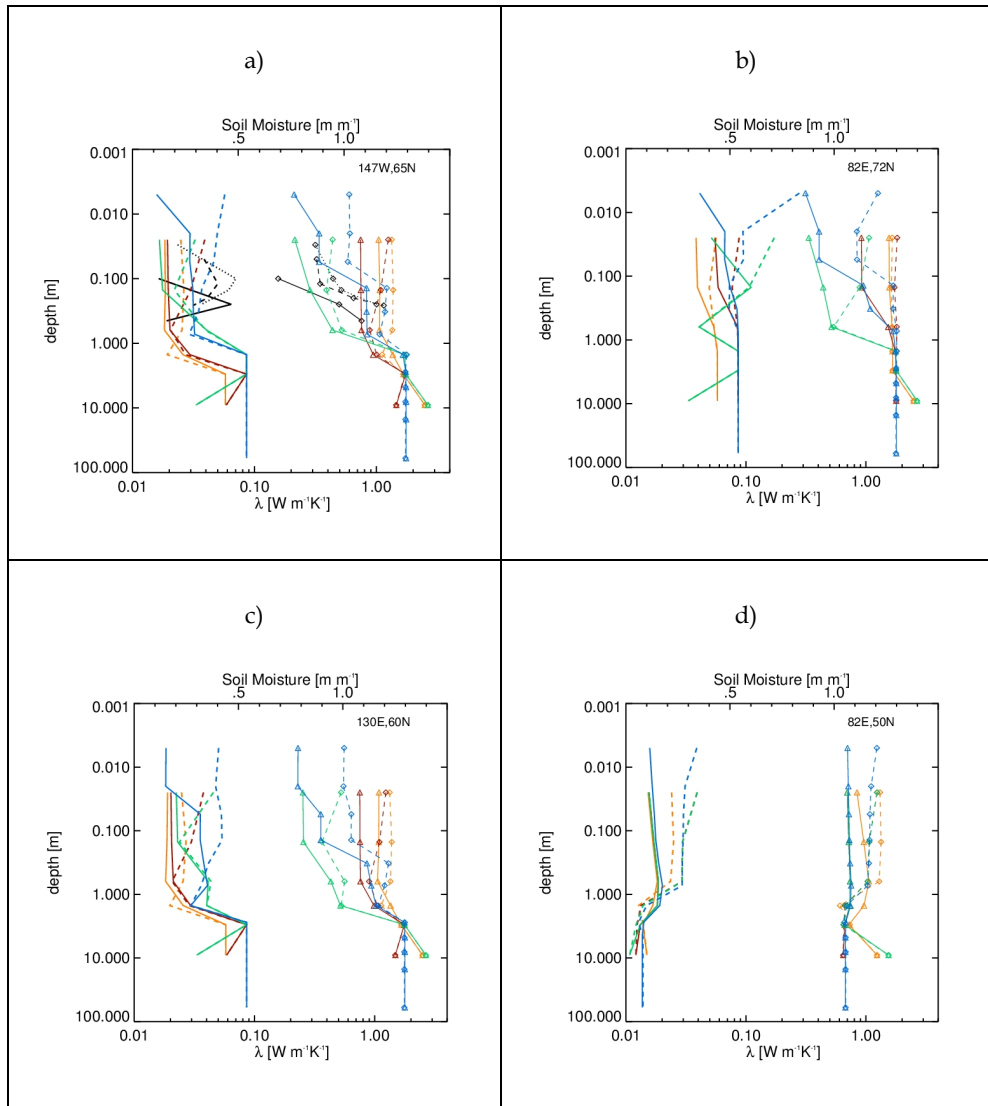 a)
Soil Moisture [m m⁻¹]
.5 1.0
0.001
147W,65N
0.010
0.100
depth [m]
1.000
10.000
100.000
0.01 0.10 1.00
λ [W m⁻¹K⁻¹]
b)
Soil Moisture [m m⁻¹]
.5 1.0
0.001
82E,72N
0.010
0.100
depth [m]
1.000
10.000
100.000
0.01 0.10 1.00
λ [W m⁻¹K⁻¹]
c)
Soil Moisture [m m⁻¹]
.5 1.0
0.001
130E,60N
0.010
0.100
depth [m]
1.000
10.000
100.000
0.01 0.10 1.00
λ [W m⁻¹K⁻¹]
d)
Soil Moisture [m m⁻¹]
.5 1.0
0.001
82E,50N
0.010
0.100
depth [m]
1.000
10.000
100.000
0.01 0.10 1.00
λ [W m⁻¹K⁻¹]